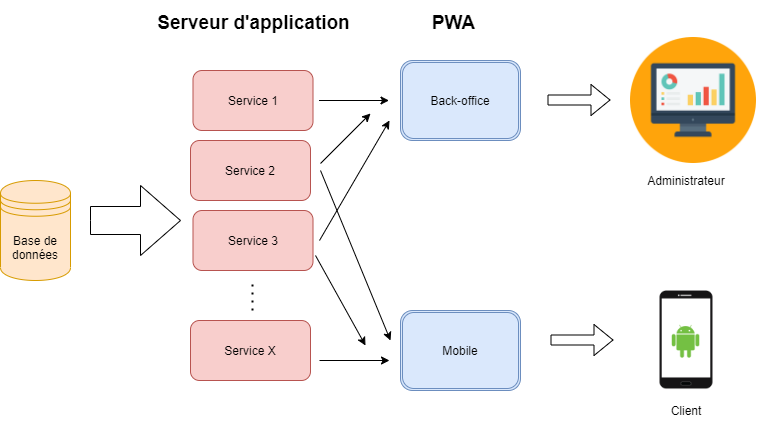 Serveur d'application
PWA
Service 1
Back-office
Service 2
Administrateur
Base de
données
Service 3
Service X
Mobile
Client